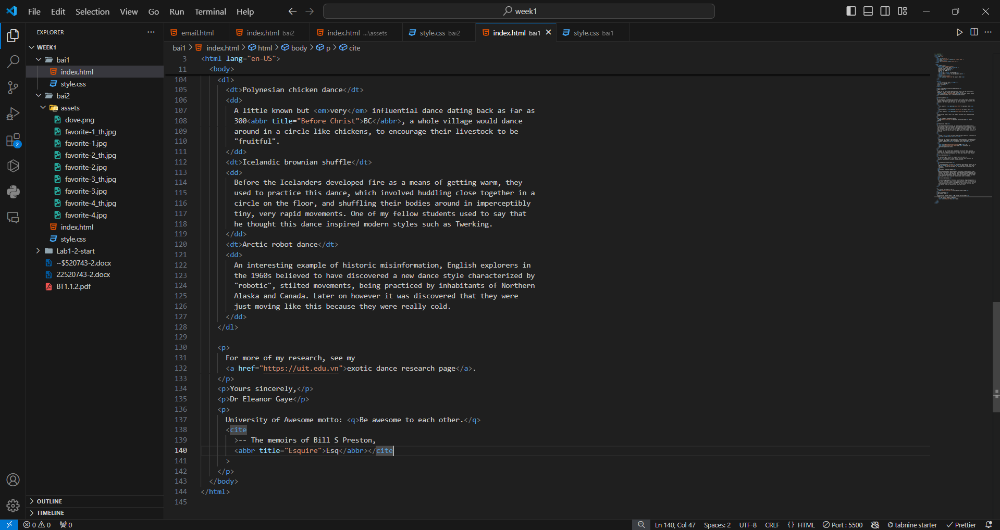 File Edit Selection View Go Run Terminal Help
week1
EXPLORER
WEEK1
bai1
index.html
style.css
bai2
assets
dove.png
favorite-1_th.jpg
favorite-1.jpg
favorite-2_th.jpg
favorite-2.jpg
favorite-3_th.jpg
favorite-3.jpg
favorite-4_th.jpg
favorite-4.jpg
index.html
style.css
Lab1-2-start
~$520743-2.docx
22520743-2.docx
BT1.1.2.pdf
OUTLINE
TIMELINE
2
email.html index.html bai2 index.html ...\assets style.css bai2 index.html bai1 style.css bai1
bai1 > index.html > html > body > p > cite
3 <html lang="en-US">
11 <body>
104 <dl>
105 <dt>Polynesian chicken dance</dt>
106 <dd>
107 A little known but <em>very</em> influential dance dating back as far as
108 300<abbr title="Before Christ">BC</abbr>, a whole village would dance
109 around in a circle like chickens, to encourage their livestock to be
110 "fruitful".
111 </dd>
112 <dt>Icelandic brownian shuffle</dt>
113 <dd>
114 Before the Icelanders developed fire as a means of getting warm, they
115 used to practice this dance, which involved huddling close together in a
116 circle on the floor, and shuffling their bodies around in imperceptibly
117 tiny, very rapid movements. One of my fellow students used to say that
118 he thought this dance inspired modern styles such as Twerking.
119 </dd>
120 <dt>Arctic robot dance</dt>
121 <dd>
122 An interesting example of historic misinformation, English explorers in
123 the 1960s believed to have discovered a new dance style characterized by
124 "robotic", stilted movements, being practiced by inhabitants of Northern
125 Alaska and Canada. Later on however it was discovered that they were
126 just moving like this because they were really cold.
127 </dd>
128 </dl>
129
130 <p>
131 For more of my research, see my
132 <a href="https://uit.edu.vn">exotic dance research page</a>.
133 </p>
134 <p>Yours sincerely,</p>
135 <p>Dr Eleanor Gaye</p>
136 <p>
137 University of Awesome motto: <q>Be awesome to each other.</q>
138 <cite
139 >-- The memoirs of Bill S Preston,
140 <abbr title="Esquire">Esq</abbr></cite
141 >
142 </p>
143 </body>
144 </html>
145
0 0 0 Ln 140, Col 47 Spaces: 2 UTF-8 CRLF {} HTML Port : 5500 tabnine starter Prettier